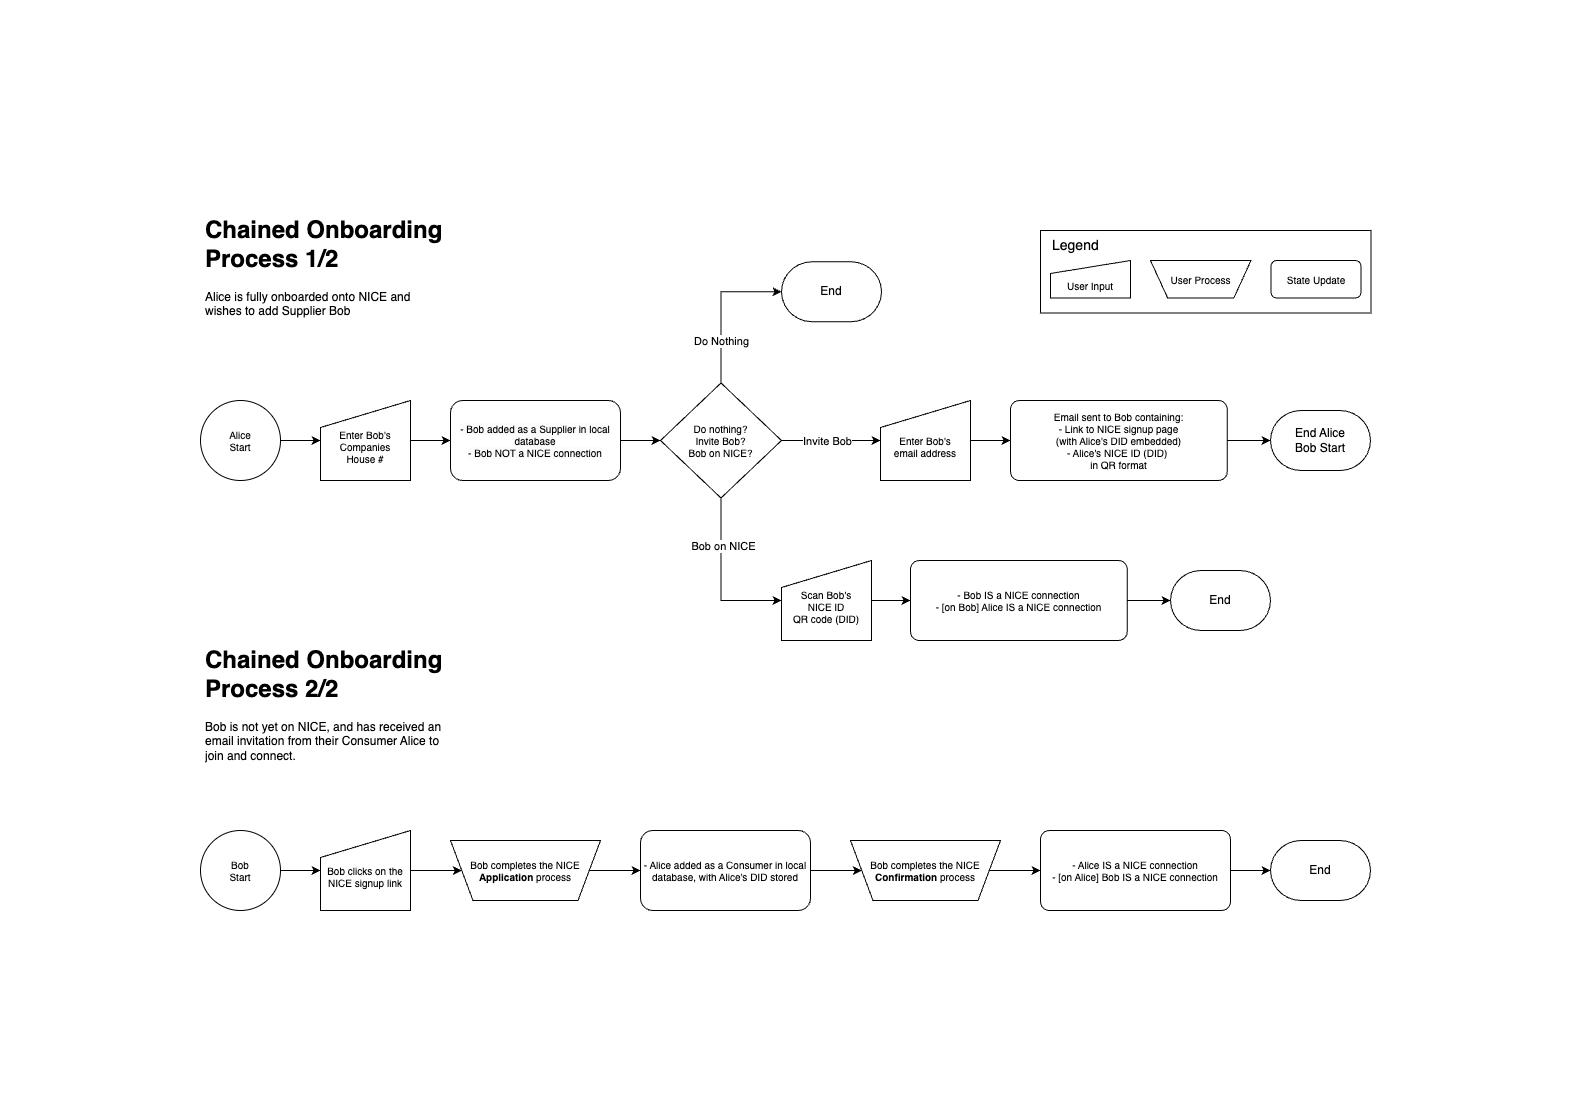 Chained Onboarding
Process 1/2
Alice is fully onboarded onto NICE and
wishes to add Supplier Bob
Legend
User Input
User Process
State Update
End
Do Nothing
Alice
Start
Enter Bob's
Companies
House #
- Bob added as a Supplier in local
database
- Bob NOT a NICE connection
Do nothing?
Invite Bob?
Bob on NICE?
Invite Bob
Enter Bob's
email address
Email sent to Bob containing:
- Link to NICE signup page
(with Alice's DID embedded)
- Alice's NICE ID (DID)
in QR format
End Alice
Bob Start
Bob on NICE
Scan Bob's
NICE ID
QR code (DID)
- Bob IS a NICE connection
- [on Bob] Alice IS a NICE connection
End
Chained Onboarding
Process 2/2
Bob is not yet on NICE, and has received an
email invitation from their Consumer Alice to
join and connect.
Bob
Start
Bob clicks on the
NICE signup link
Bob completes the NICE
Application process
- Alice added as a Consumer in local
database, with Alice's DID stored
Bob completes the NICE
Confirmation process
- Alice IS a NICE connection
- [on Alice] Bob IS a NICE connection
End